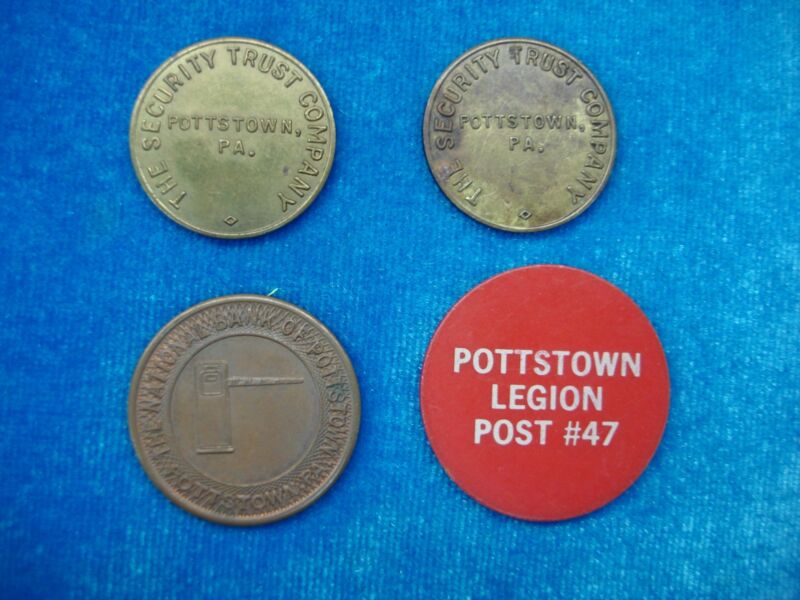 THE SECURITY TRUST COMPANY
POTTSTOWN,
PA.
THE SECURITY TRUST COMPANY
POTTSTOWN,
PA.
THE NATIONAL BANK OF POTTSTOWN
POTTSTOWN PA
POTTSTOWN
LEGION
POST #47